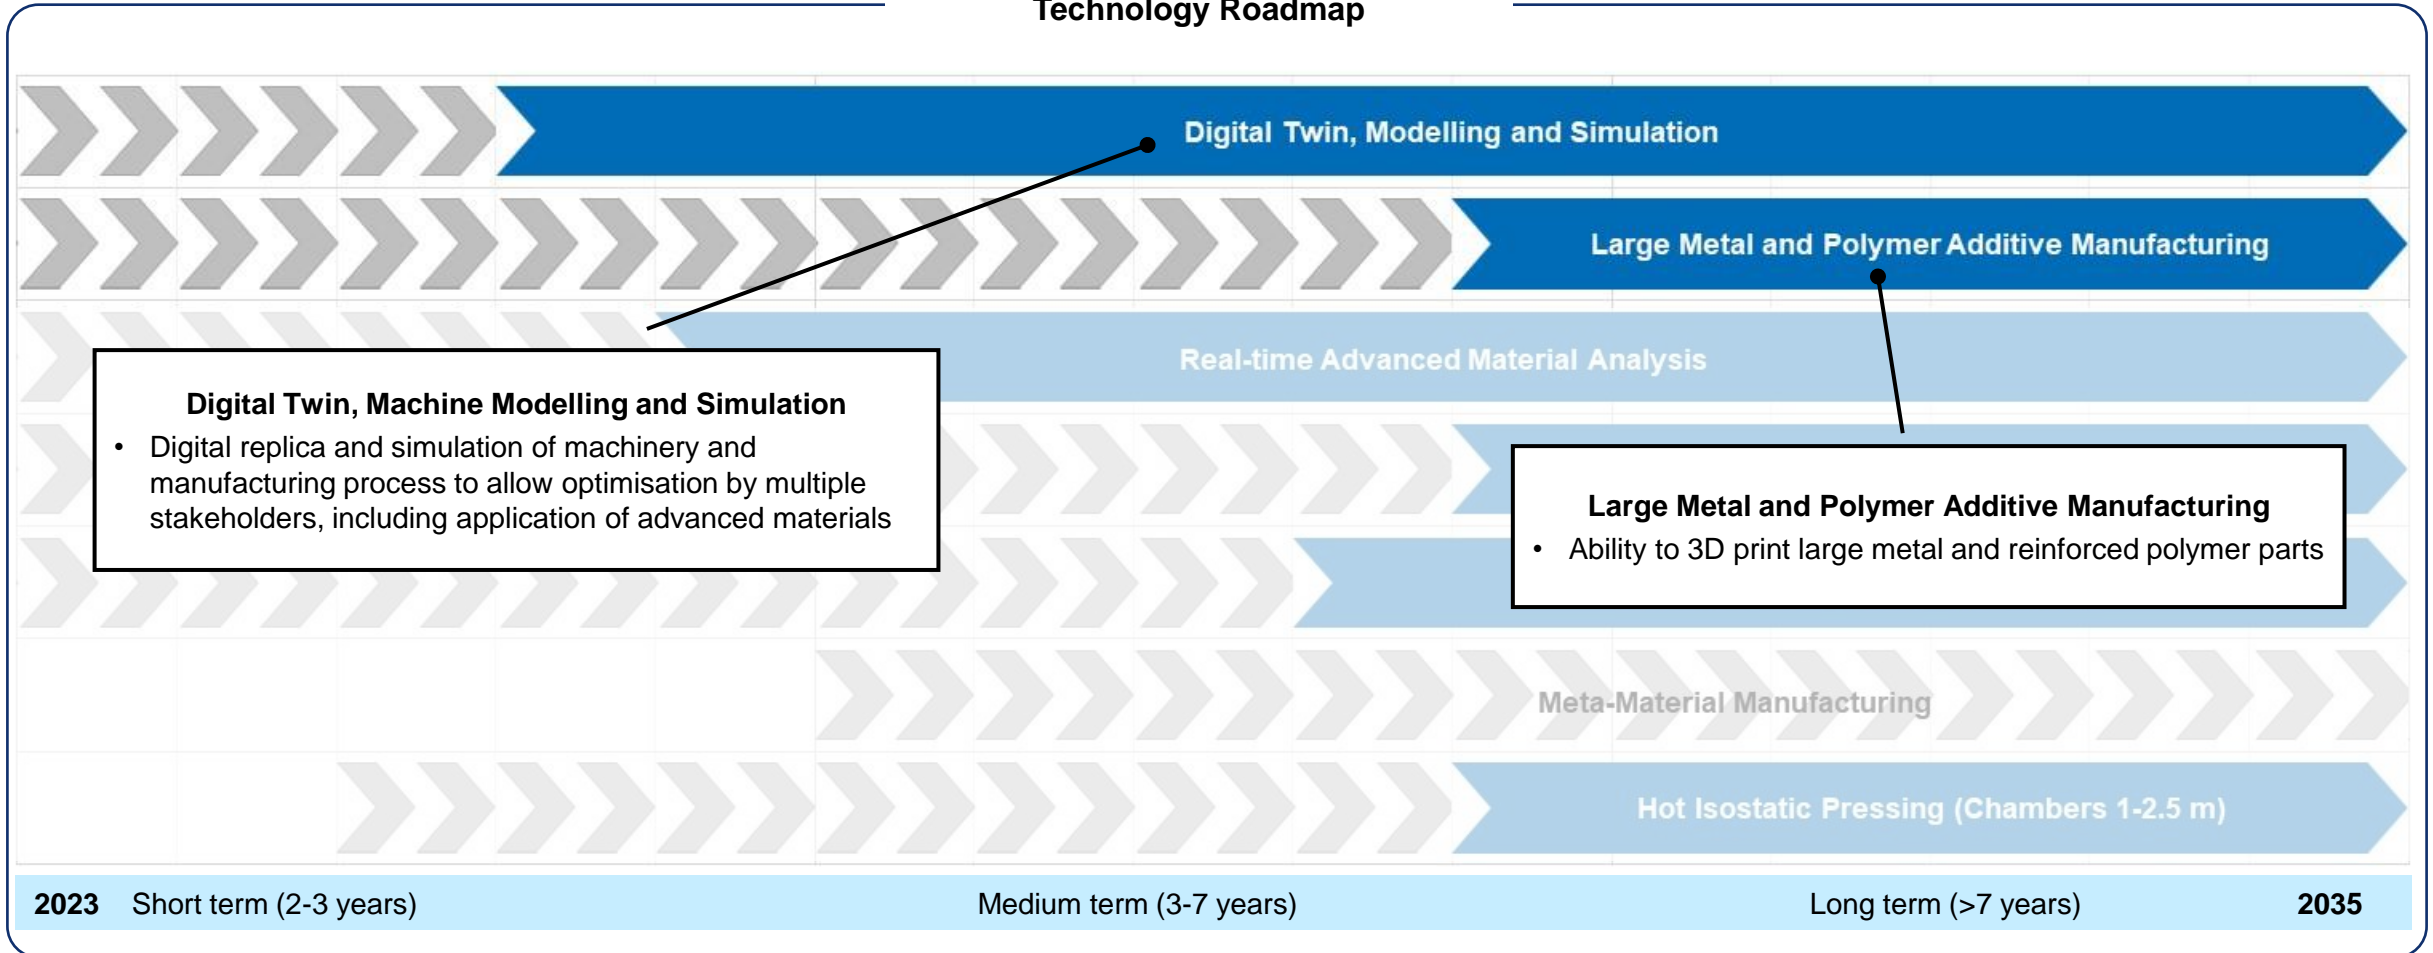 Technology Roadmap
Digital Twin, Modelling and Simulation
Large Metal and Polymer Additive Manufacturing
Real-time Advanced Material Analysis
Digital Twin, Machine Modelling and Simulation
• Digital replica and simulation of machinery and
manufacturing process to allow optimisation by multiple
stakeholders, including application of advanced materials
Large Metal and Polymer Additive Manufacturing
• Ability to 3D print large metal and reinforced polymer parts
Meta-Material Manufacturing
Hot Isostatic Pressing (Chambers 1-2.5 m)
2023 Short term (2-3 years) Medium term (3-7 years) Long term (>7 years) 2035